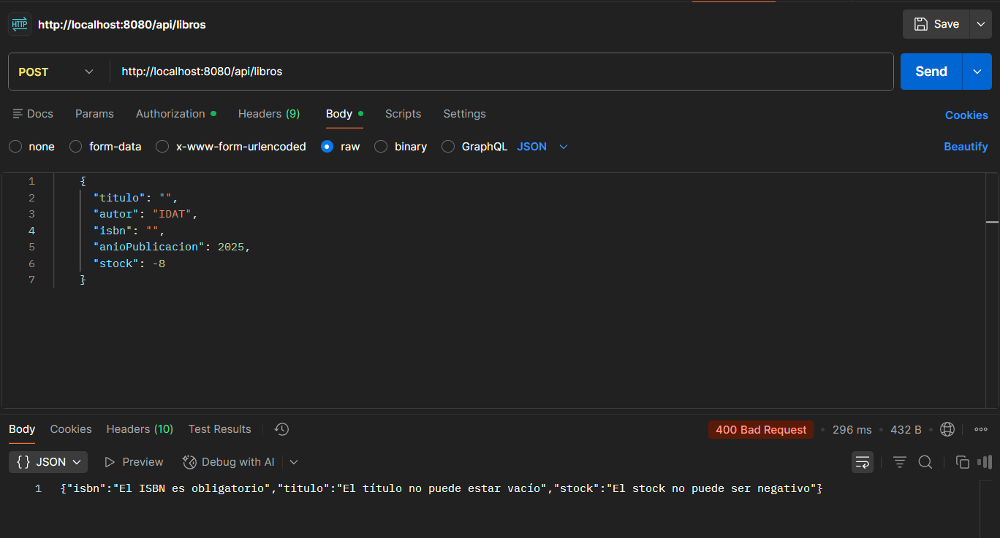 HTTP http://localhost:8080/api/libros Save
POST http://localhost:8080/api/libros Send
Docs Params Authorization Headers (9) Body Scripts Settings Cookies
none form-data x-www-form-urlencoded raw binary GraphQL JSON Beautify
1 {
2 "titulo": "",
3 "autor": "IDAT",
4 "isbn": "",
5 "anioPublicacion": 2025,
6 "stock": -8
7 }
Body Cookies Headers (10) Test Results 400 Bad Request • 296 ms • 432 B •
{} JSON Preview Debug with AI
1 {"isbn":"El ISBN es obligatorio","titulo":"El título no puede estar vacío","stock":"El stock no puede ser negativo"}